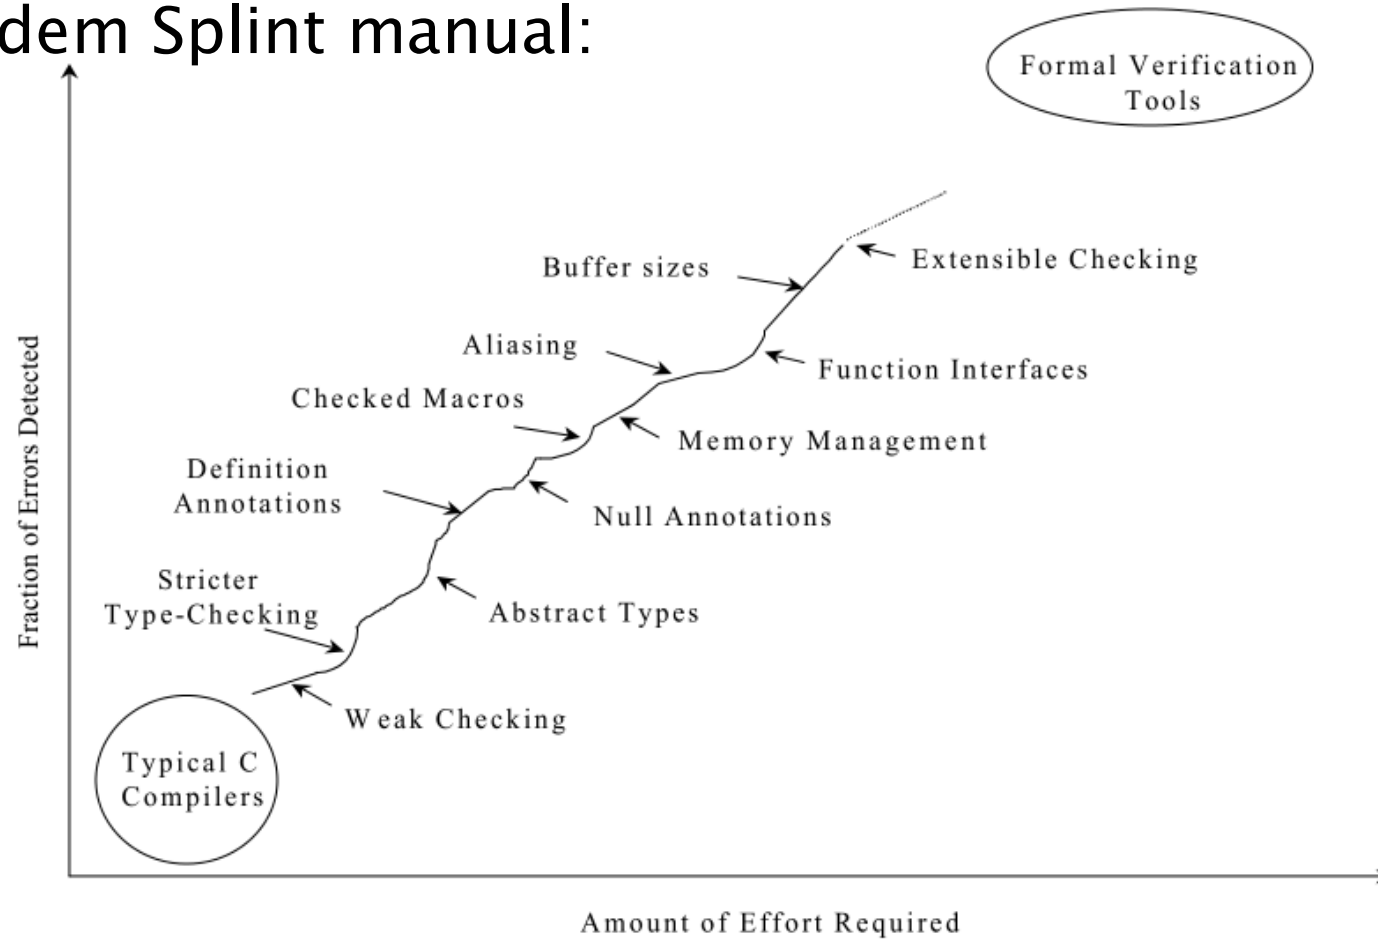 dem Splint manual:
Formal Verification
Tools
Extensible Checking
Buffer sizes
Aliasing
Function Interfaces
Checked Macros
Memory Management
Definition
Annotations
Null Annotations
Stricter
Type-Checking
Abstract Types
Weak Checking
Typical C
Compilers
Fraction of Errors Detected
Amount of Effort Required